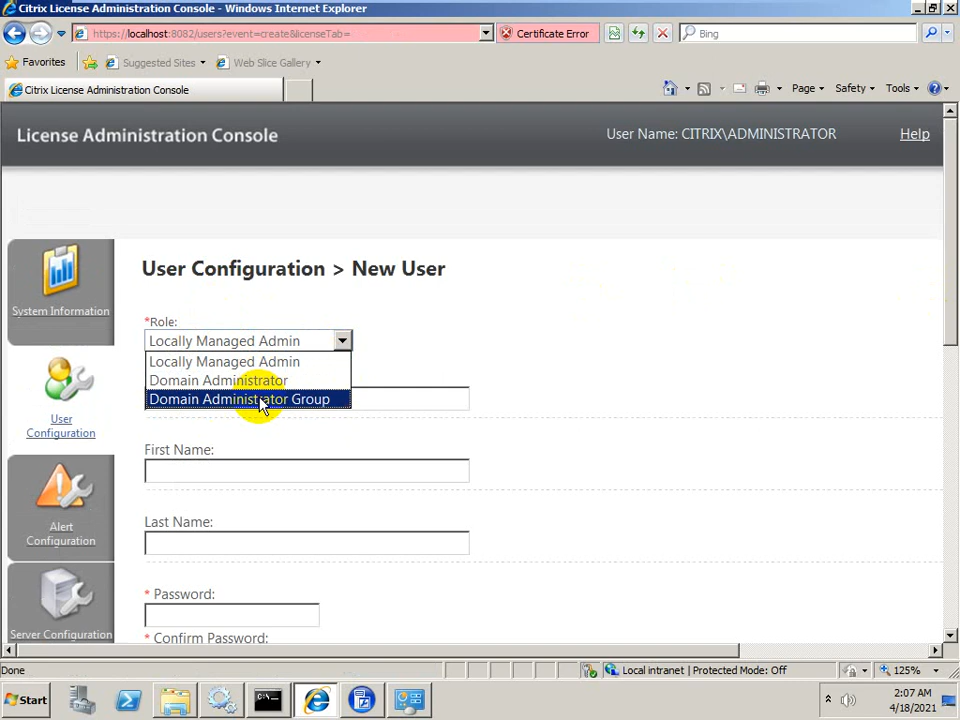 Citrix License Administration Console - Windows Internet Explorer
https://localhost:8082/users?event=create&licenseTab=
Certificate Error
Bing
Favorites
Suggested Sites
Web Slice Gallery
Citrix License Administration Console
Page
Safety
Tools
License Administration Console
User Name: CITRIX\ADMINISTRATOR
Help
System Information
User
Configuration
Alert
Configuration
Server Configuration
User Configuration > New User
*Role:
Locally Managed Admin
Locally Managed Admin
Domain Administrator
Domain Administrator Group
First Name:
Last Name:
* Password:
* Confirm Password:
Done
Local intranet | Protected Mode: Off
125%
Start
2:07 AM
4/18/2021